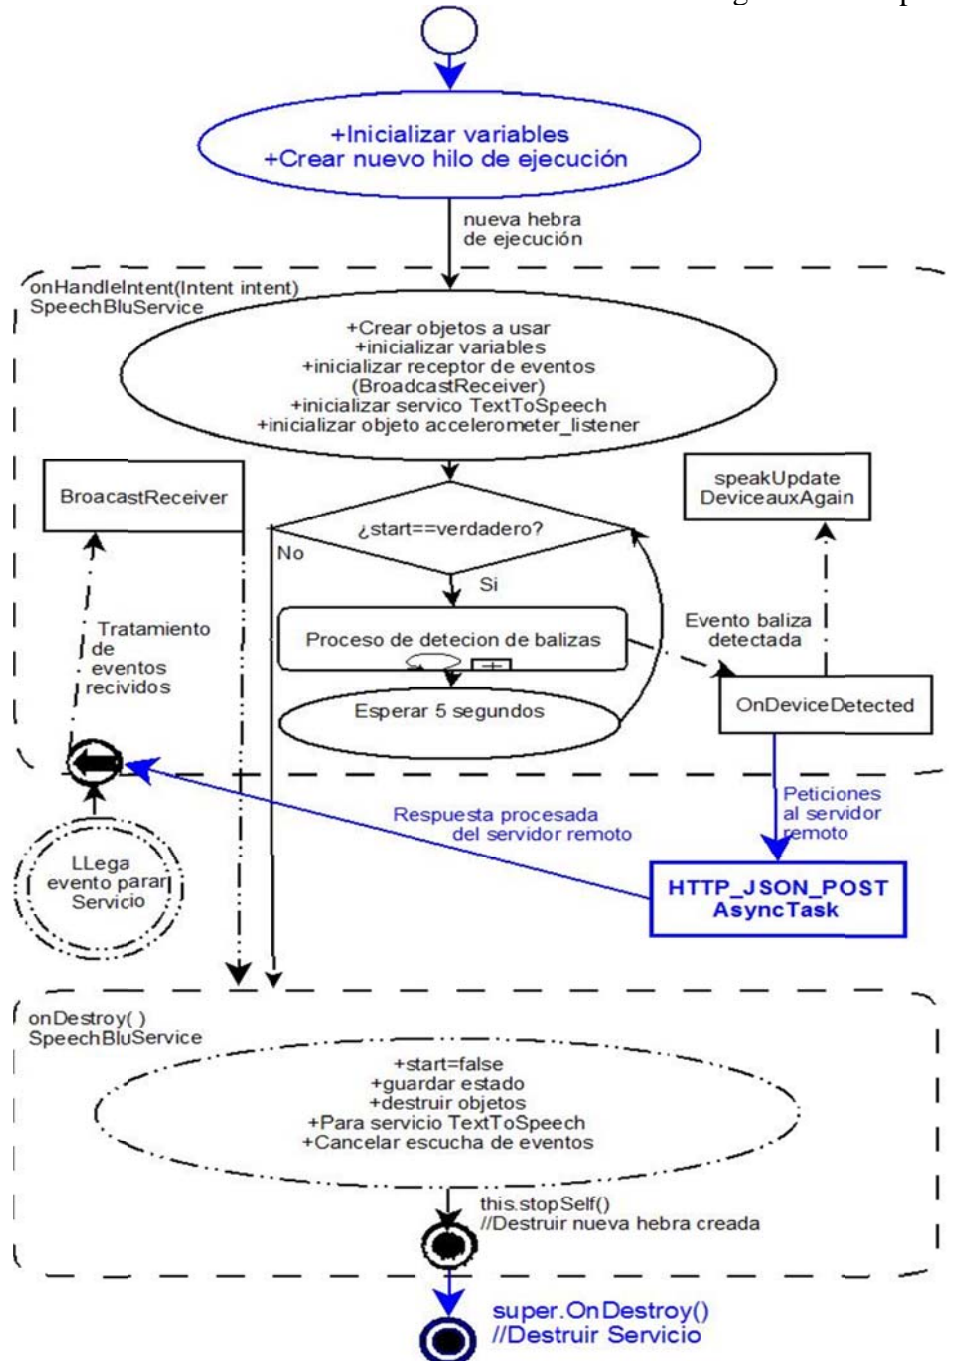 +Inicializar variables
+Crear nuevo hilo de ejecución
nueva hebra
de ejecución
onHandleIntent(Intent intent)
SpeechBluService
+Crear objetos a usar
+inicializar variables
+inicializar receptor de eventos
(BroadcastReceiver)
+inicializar servico TextToSpeech
+inicializar objeto accelerometer_listener
BroacastReceiver
speakUpdate
DeviceauxAgain
¿start==verdadero?
No
Si
Tratamiento
de
eventos
recividos
Proceso de detecion de balizas
Evento baliza
detectada
Esperar 5 segundos
OnDeviceDetected
Respuesta procesada
del servidor remoto
Peticiones
al servidor
remoto
LLega
evento parar
Servicio
HTTP_JSON_POST
AsyncTask
onDestroy( )
SpeechBluService
+start=false
+guardar estado
+destruir objetos
+Para servicio TextToSpeech
+Cancelar escucha de eventos
this.stopSelf()
//Destruir nueva hebra creada
super.OnDestroy()
//Destruir Servicio